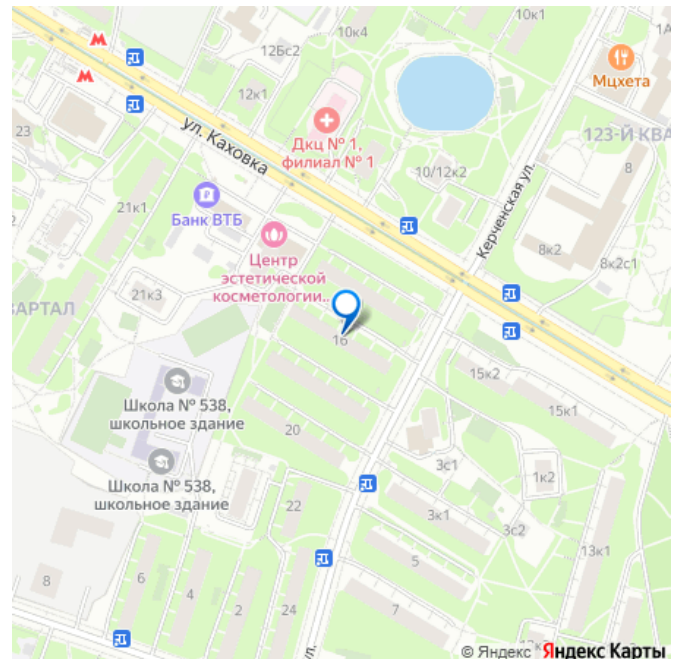 10к1
10к4
1А
12Бс2
Мцхета
12к1
23
ул. Каховка
Дкц № 1,
филиал № 1
123-Й КВА
8
10/12к2
Керченская ул.
21к1
Банк ВТБ
8к2
8к2с1
Центр
эстетической
косметологии...
21к3
ВАРТАЛ
16
15к2
15к1
Школа № 538,
школьное здание
20
3с1
1к2
Школа № 538,
школьное здание
22
3к1
3с2
13к1
5
8
6
4
2
24
7
ул.
© Яндекс Яндекс Карты